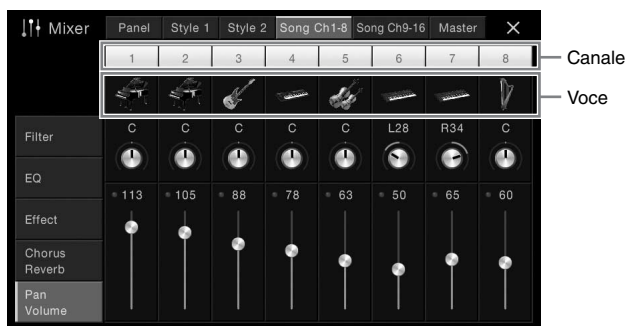 Mixer Panel Style 1 Style 2 Song Ch1-8 Song Ch9-16 Master ×
1 2 3 4 5 6 7 8 Canale
Voce
Filter
EQ
Effect
Chorus
Reverb
Pan
Volume
C C C C C L28 R34 C
113 105 88 78 63 50 65 60